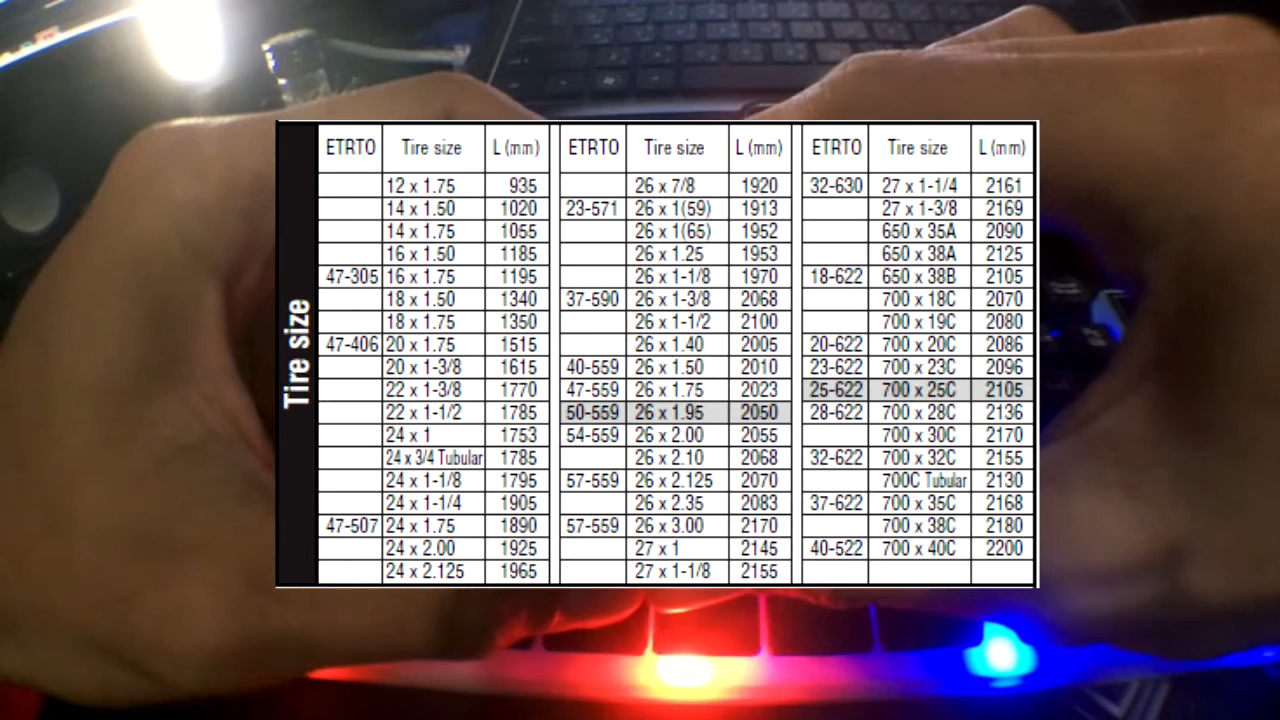 Tire size
ETRTO Tire size L (mm) ETRTO Tire size L (mm) ETRTO Tire size L (mm)
12 x 1.75 935 26 x 7/8 1920 32-630 27 x 1-1/4 2161
14 x 1.50 1020 23-571 26 x 1(59) 1913 27 x 1-3/8 2169
14 x 1.75 1055 26 x 1(65) 1952 650 x 35A 2090
16 x 1.50 1185 26 x 1.25 1953 650 x 38A 2125
47-305 16 x 1.75 1195 26 x 1-1/8 1970 18-622 650 x 38B 2105
18 x 1.50 1340 37-590 26 x 1-3/8 2068 700 x 18C 2070
18 x 1.75 1350 26 x 1-1/2 2100 700 x 19C 2080
47-406 20 x 1.75 1515 26 x 1.40 2005 20-622 700 x 20C 2086
20 x 1-3/8 1615 40-559 26 x 1.50 2010 23-622 700 x 23C 2096
22 x 1-3/8 1770 47-559 26 x 1.75 2023 25-622 700 x 25C 2105
22 x 1-1/2 1785 50-559 26 x 1.95 2050 28-622 700 x 28C 2136
24 x 1 1753 54-559 26 x 2.00 2055 700 x 30C 2170
24 x 3/4 Tubular 1785 26 x 2.10 2068 32-622 700 x 32C 2155
24 x 1-1/8 1795 57-559 26 x 2.125 2070 700C Tubular 2130
24 x 1-1/4 1905 26 x 2.35 2083 37-622 700 x 35C 2168
47-507 24 x 1.75 1890 57-559 26 x 3.00 2170 700 x 38C 2180
24 x 2.00 1925 27 x 1 2145 40-522 700 x 40C 2200
24 x 2.125 1965 27 x 1-1/8 2155